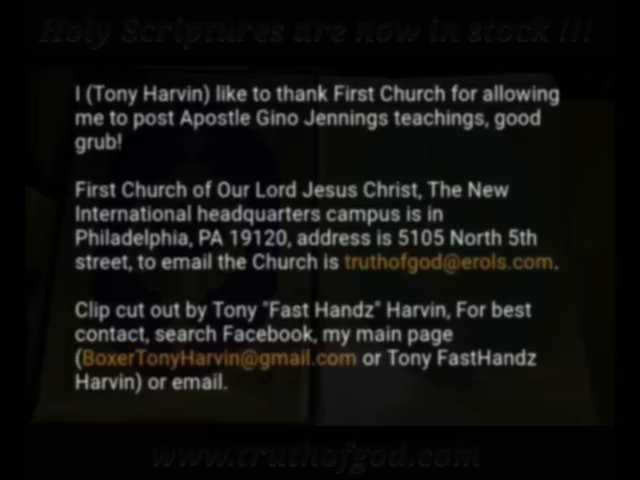 Holy Scriptures are now in stock !!!
I (Tony Harvin) like to thank First Church for allowing
me to post Apostle Gino Jennings teachings, good
grub!
First Church of Our Lord Jesus Christ, The New
International headquarters campus is in
Philadelphia, PA 19120, address is 5105 North 5th
street, to email the Church is truthofgod@erols.com.
Clip cut out by Tony "Fast Handz" Harvin, For best
contact, search Facebook, my main page
(BoxerTonyHarvin@gmail.com or Tony FastHandz
Harvin) or email.
www.truthofgod.com